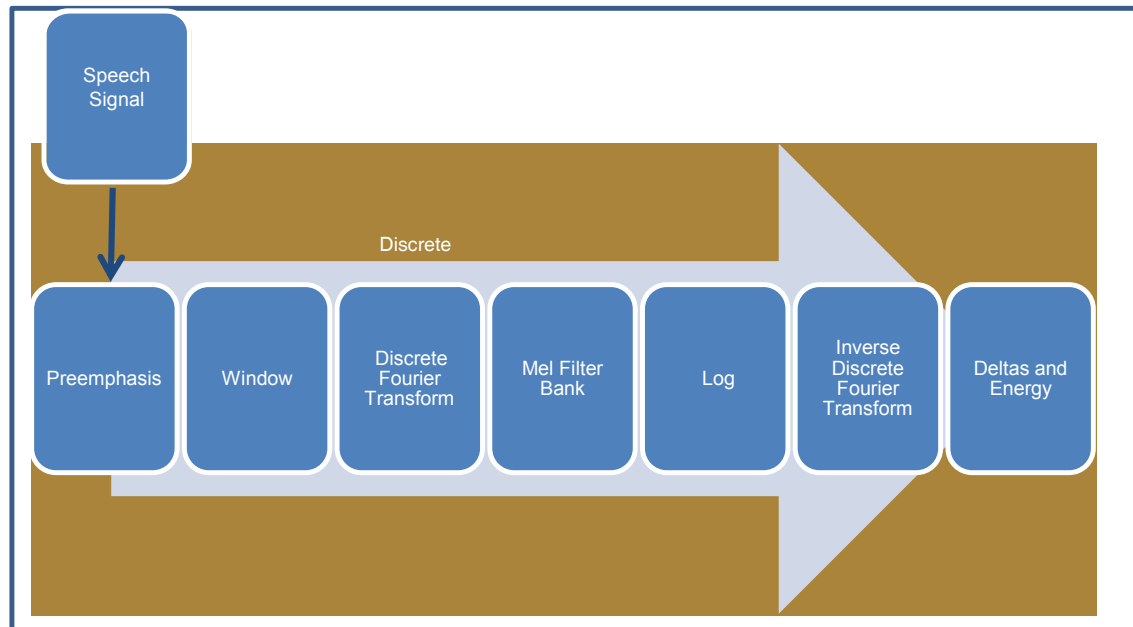 Speech
Signal
Discrete
Preemphasis
Window
Discrete
Fourier
Transform
Mel Filter
Bank
Log
Inverse
Discrete
Fourier
Transform
Deltas and
Energy